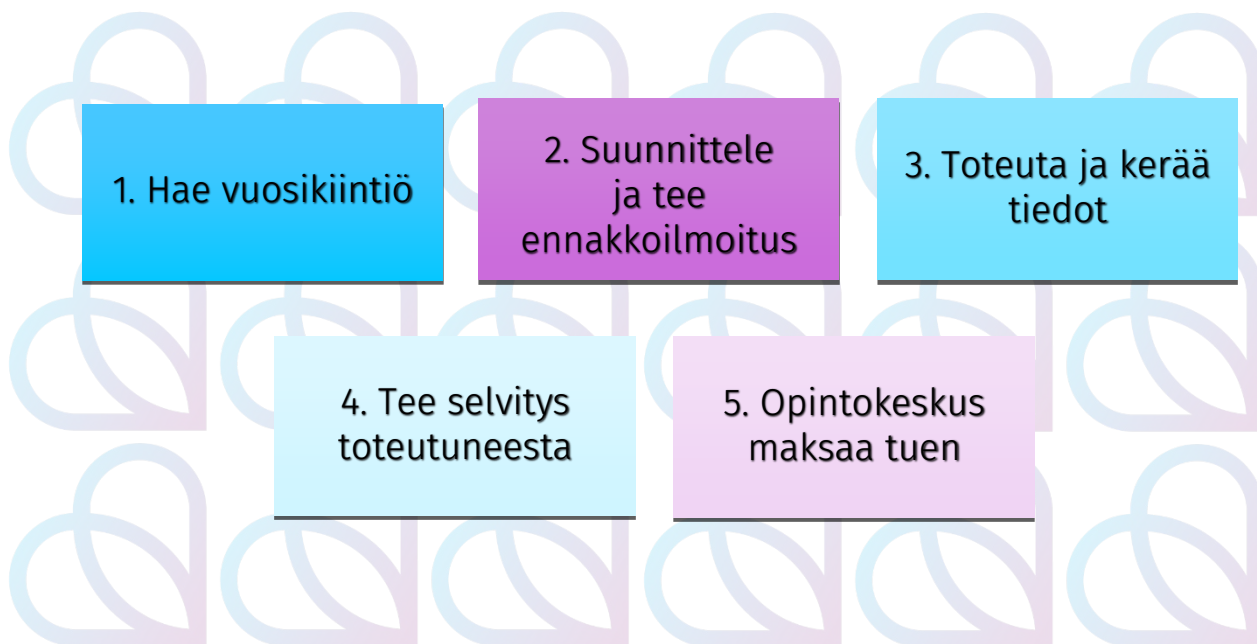 1. Hae vuosikiintiö
2. Suunnittele
ja tee
ennakkoilmoitus
3. Toteuta ja kerää
tiedot
4. Tee selvitys
toteutuneesta
5. Opintokeskus
maksaa tuen